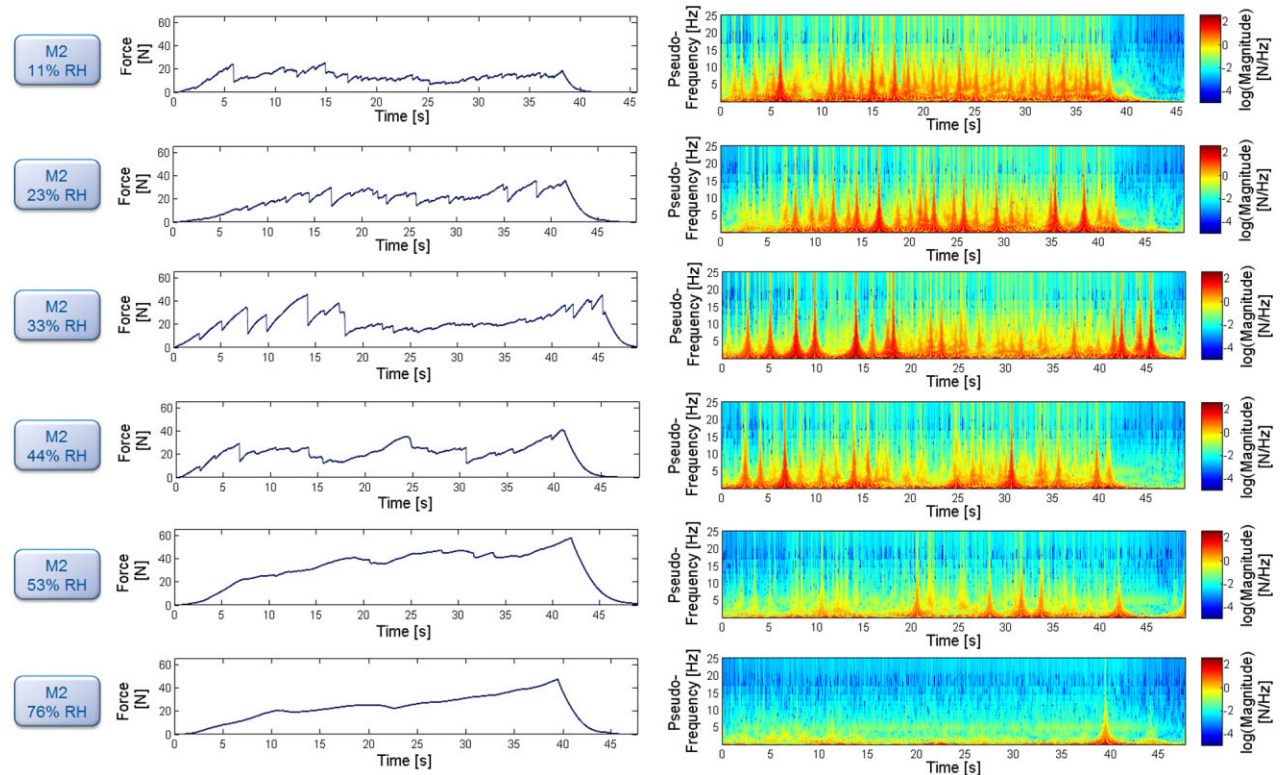 M2
11% RH
Force
[N]
60
40
20
0
0 5 10 15 20 25 30 35 40 45
Time [s]
Pseudo-
Frequency [Hz]
25
20
15
10
5
0 5 10 15 20 25 30 35 40 45
Time [s]
2
0
-2
-4
log(Magnitude)
[N/Hz]
M2
23% RH
Force
[N]
60
40
20
0
0 5 10 15 20 25 30 35 40 45
Time [s]
Pseudo-
Frequency [Hz]
25
20
15
10
5
0 5 10 15 20 25 30 35 40 45
Time [s]
2
0
-2
-4
log(Magnitude)
[N/Hz]
M2
33% RH
Force
[N]
60
40
20
0
0 5 10 15 20 25 30 35 40 45
Time [s]
Pseudo-
Frequency [Hz]
25
20
15
10
5
0 5 10 15 20 25 30 35 40 45
Time [s]
2
0
-2
-4
log(Magnitude)
[N/Hz]
M2
44% RH
Force
[N]
60
40
20
0
0 5 10 15 20 25 30 35 40 45
Time [s]
Pseudo-
Frequency [Hz]
25
20
15
10
5
0 5 10 15 20 25 30 35 40 45
Time [s]
2
0
-2
-4
log(Magnitude)
[N/Hz]
M2
53% RH
Force
[N]
60
40
20
0
0 5 10 15 20 25 30 35 40 45
Time [s]
Pseudo-
Frequency [Hz]
25
20
15
10
5
0 5 10 15 20 25 30 35 40 45
Time [s]
2
0
-2
-4
log(Magnitude)
[N/Hz]
M2
76% RH
Force
[N]
60
40
20
0
0 5 10 15 20 25 30 35 40 45
Time [s]
Pseudo-
Frequency [Hz]
25
20
15
10
5
0 5 10 15 20 25 30 35 40 45
Time [s]
2
0
-2
-4
log(Magnitude)
[N/Hz]